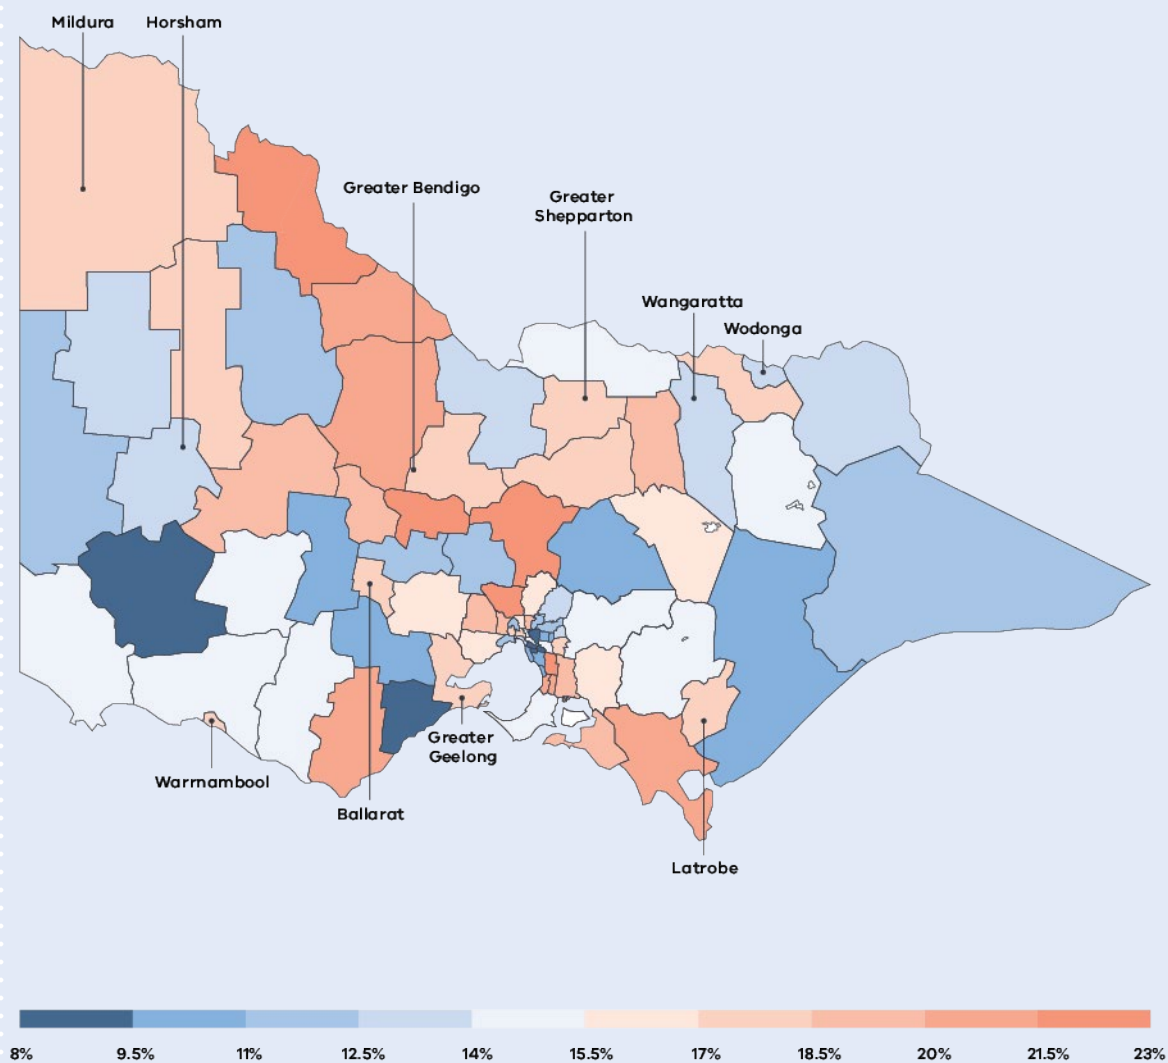 Mildura
Horsham
Greater Bendigo
Greater
Shepparton
Wangaratta
Wodonga
Greater
Geelong
Warrnambool
Ballarat
Latrobe
8%
9.5%
11%
12.5%
14%
15.5%
17%
18.5%
20%
21.5%
23%